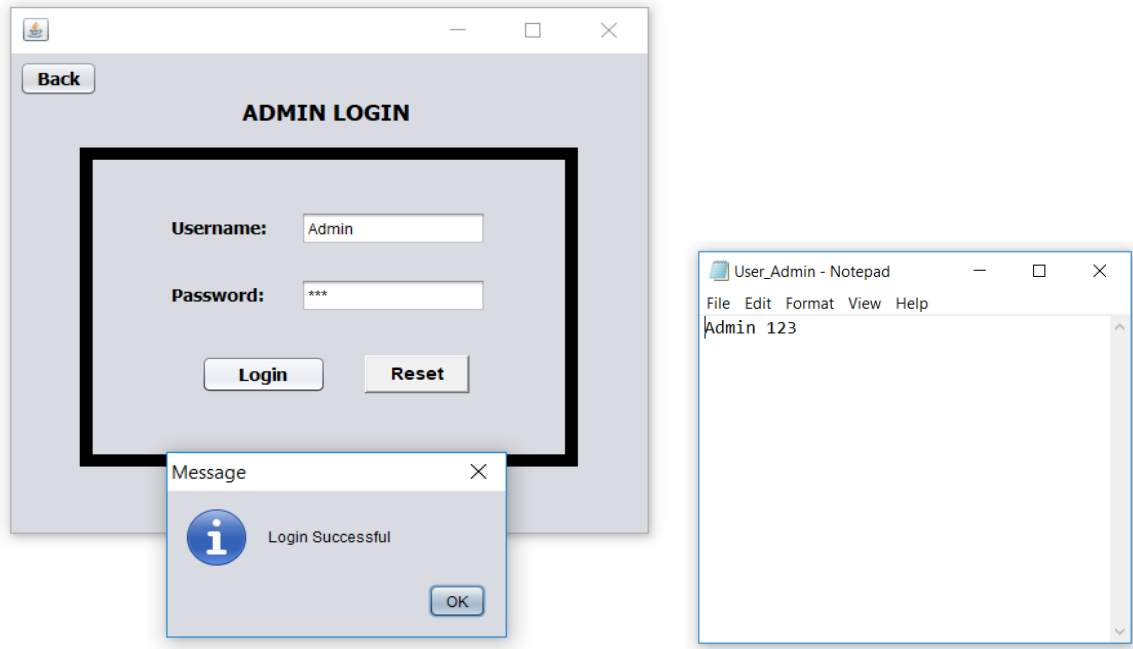 Back
ADMIN LOGIN
Username: Admin
Password: ***
Login Reset
Message
Login Successful
OK
User_Admin - Notepad
File Edit Format View Help
Admin 123